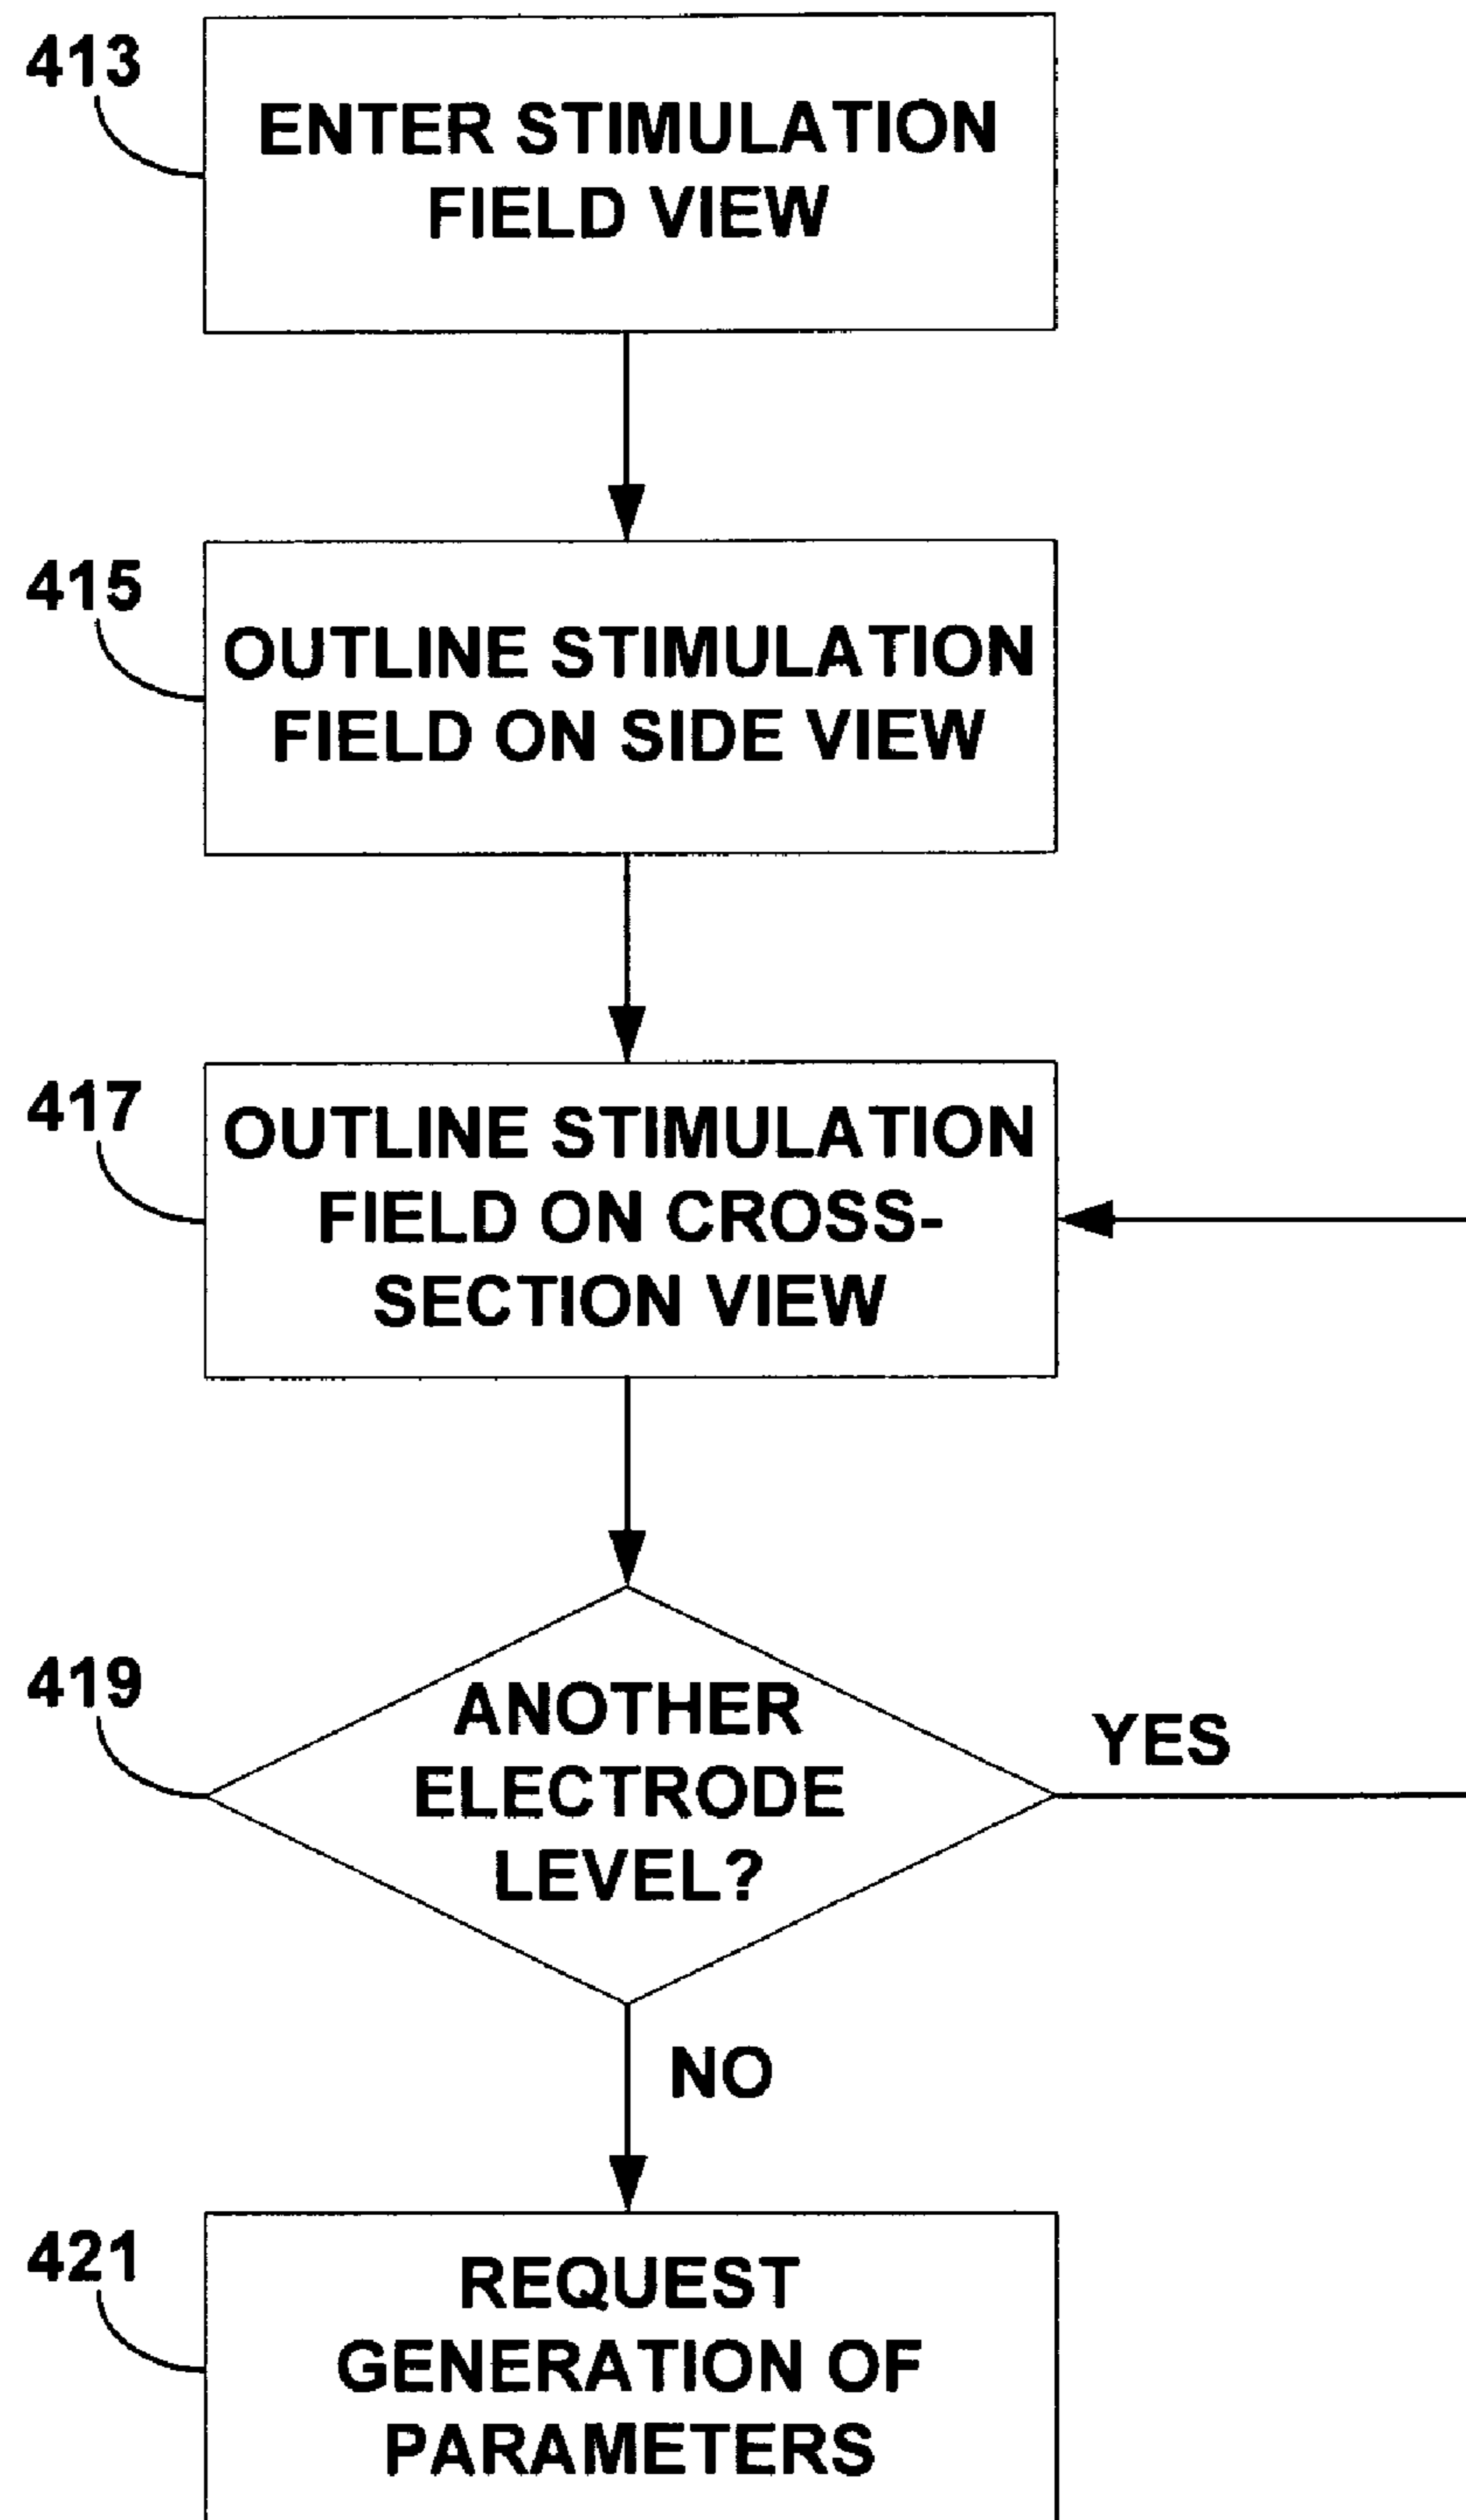 413
ENTER STIMULATION
FIELD VIEW
415
OUTLINE STIMULATION
FIELD ON SIDE VIEW
417
OUTLINE STIMULATION
FIELD ON CROSS-
SECTION VIEW
419
ANOTHER
ELECTRODE
LEVEL?
YES
NO
421
REQUEST
GENERATION OF
PARAMETERS